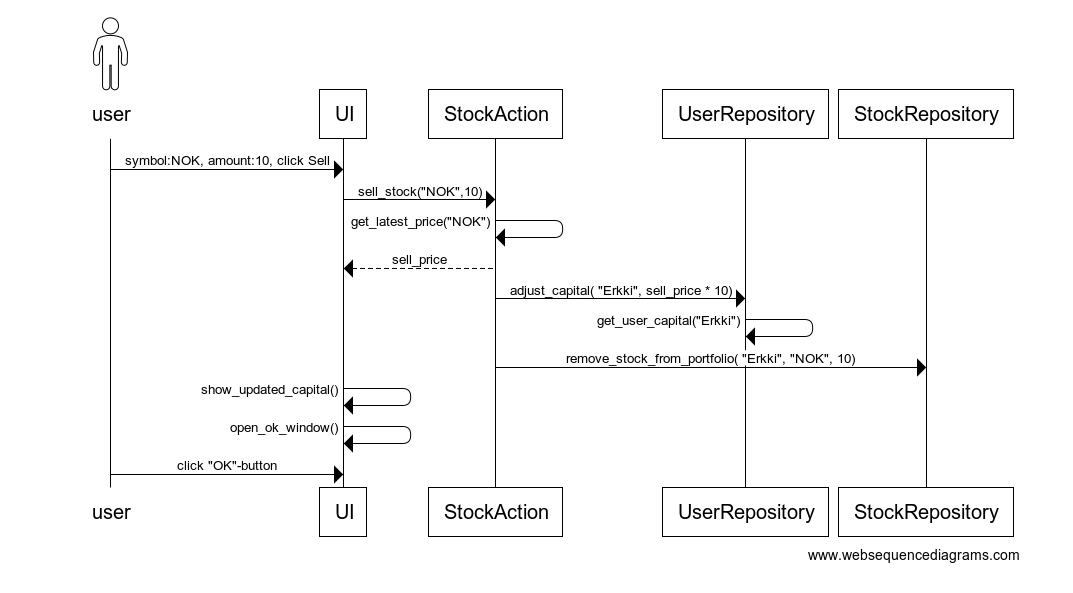 user
UI
StockAction
UserRepository
StockRepository
symbol:NOK, amount:10, click Sell
sell_stock("NOK",10)
get_latest_price("NOK")
sell_price
adjust_capital( "Erkki", sell_price * 10)
get_user_capital("Erkki")
remove_stock_from_portfolio( "Erkki", "NOK", 10)
show_updated_capital()
open_ok_window()
click "OK"-button
user
UI
StockAction
UserRepository
StockRepository
www.websequencediagrams.com